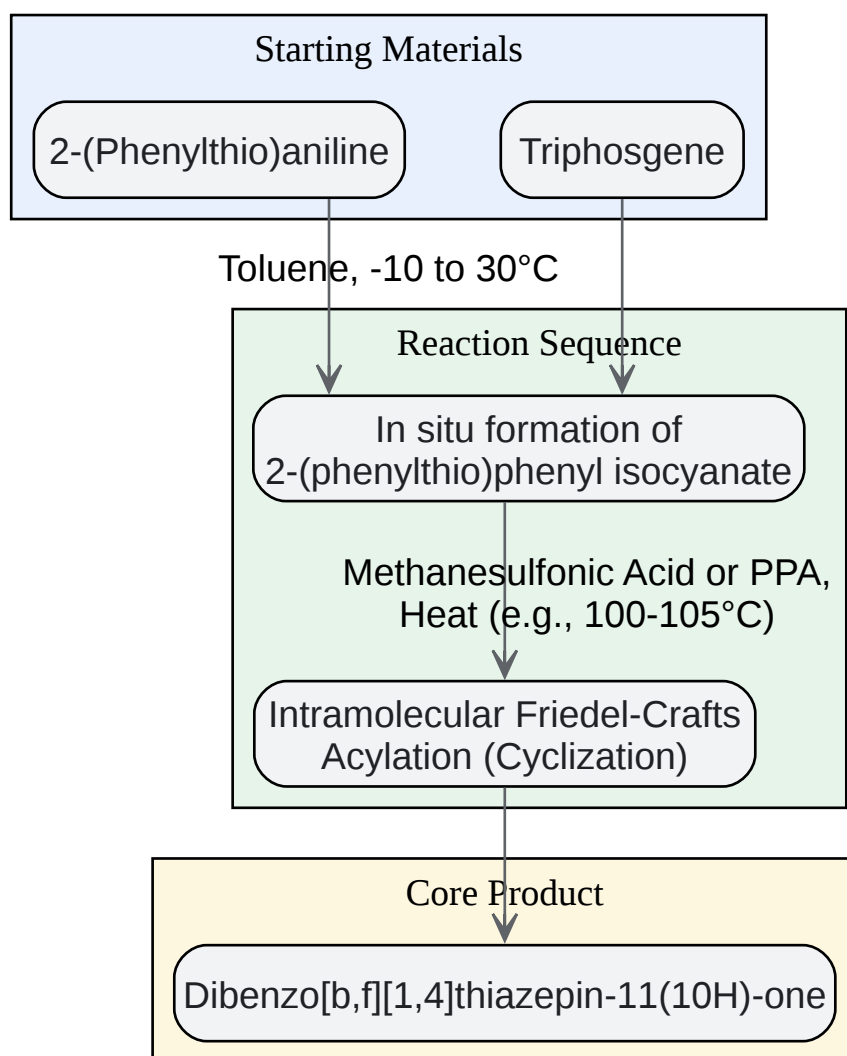 Starting Materials
2-(Phenylthio)aniline
Triphosgene
Toluene, -10 to 30°C
Reaction Sequence
In situ formation of
2-(phenylthio)phenyl isocyanate
Methanesulfonic Acid or PPA,
Heat (e.g., 100-105°C)
Intramolecular Friedel-Crafts
Acylation (Cyclization)
Core Product
Dibenzo[b,f][1,4]thiazepin-11(10H)-one